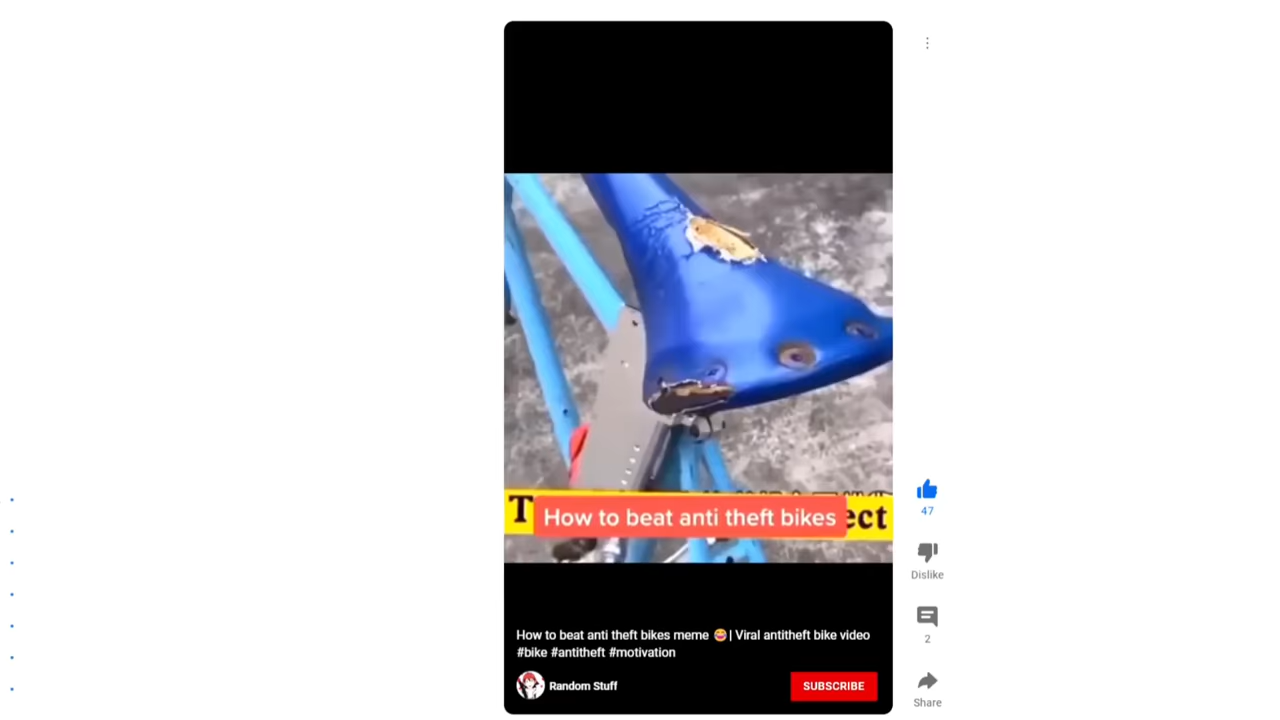 T
ect
How to beat anti theft bikes
How to beat anti theft bikes meme 😂 | Viral antitheft bike video
#bike #antitheft #motivation
Random Stuff
SUBSCRIBE
47
Dislike
2
Share